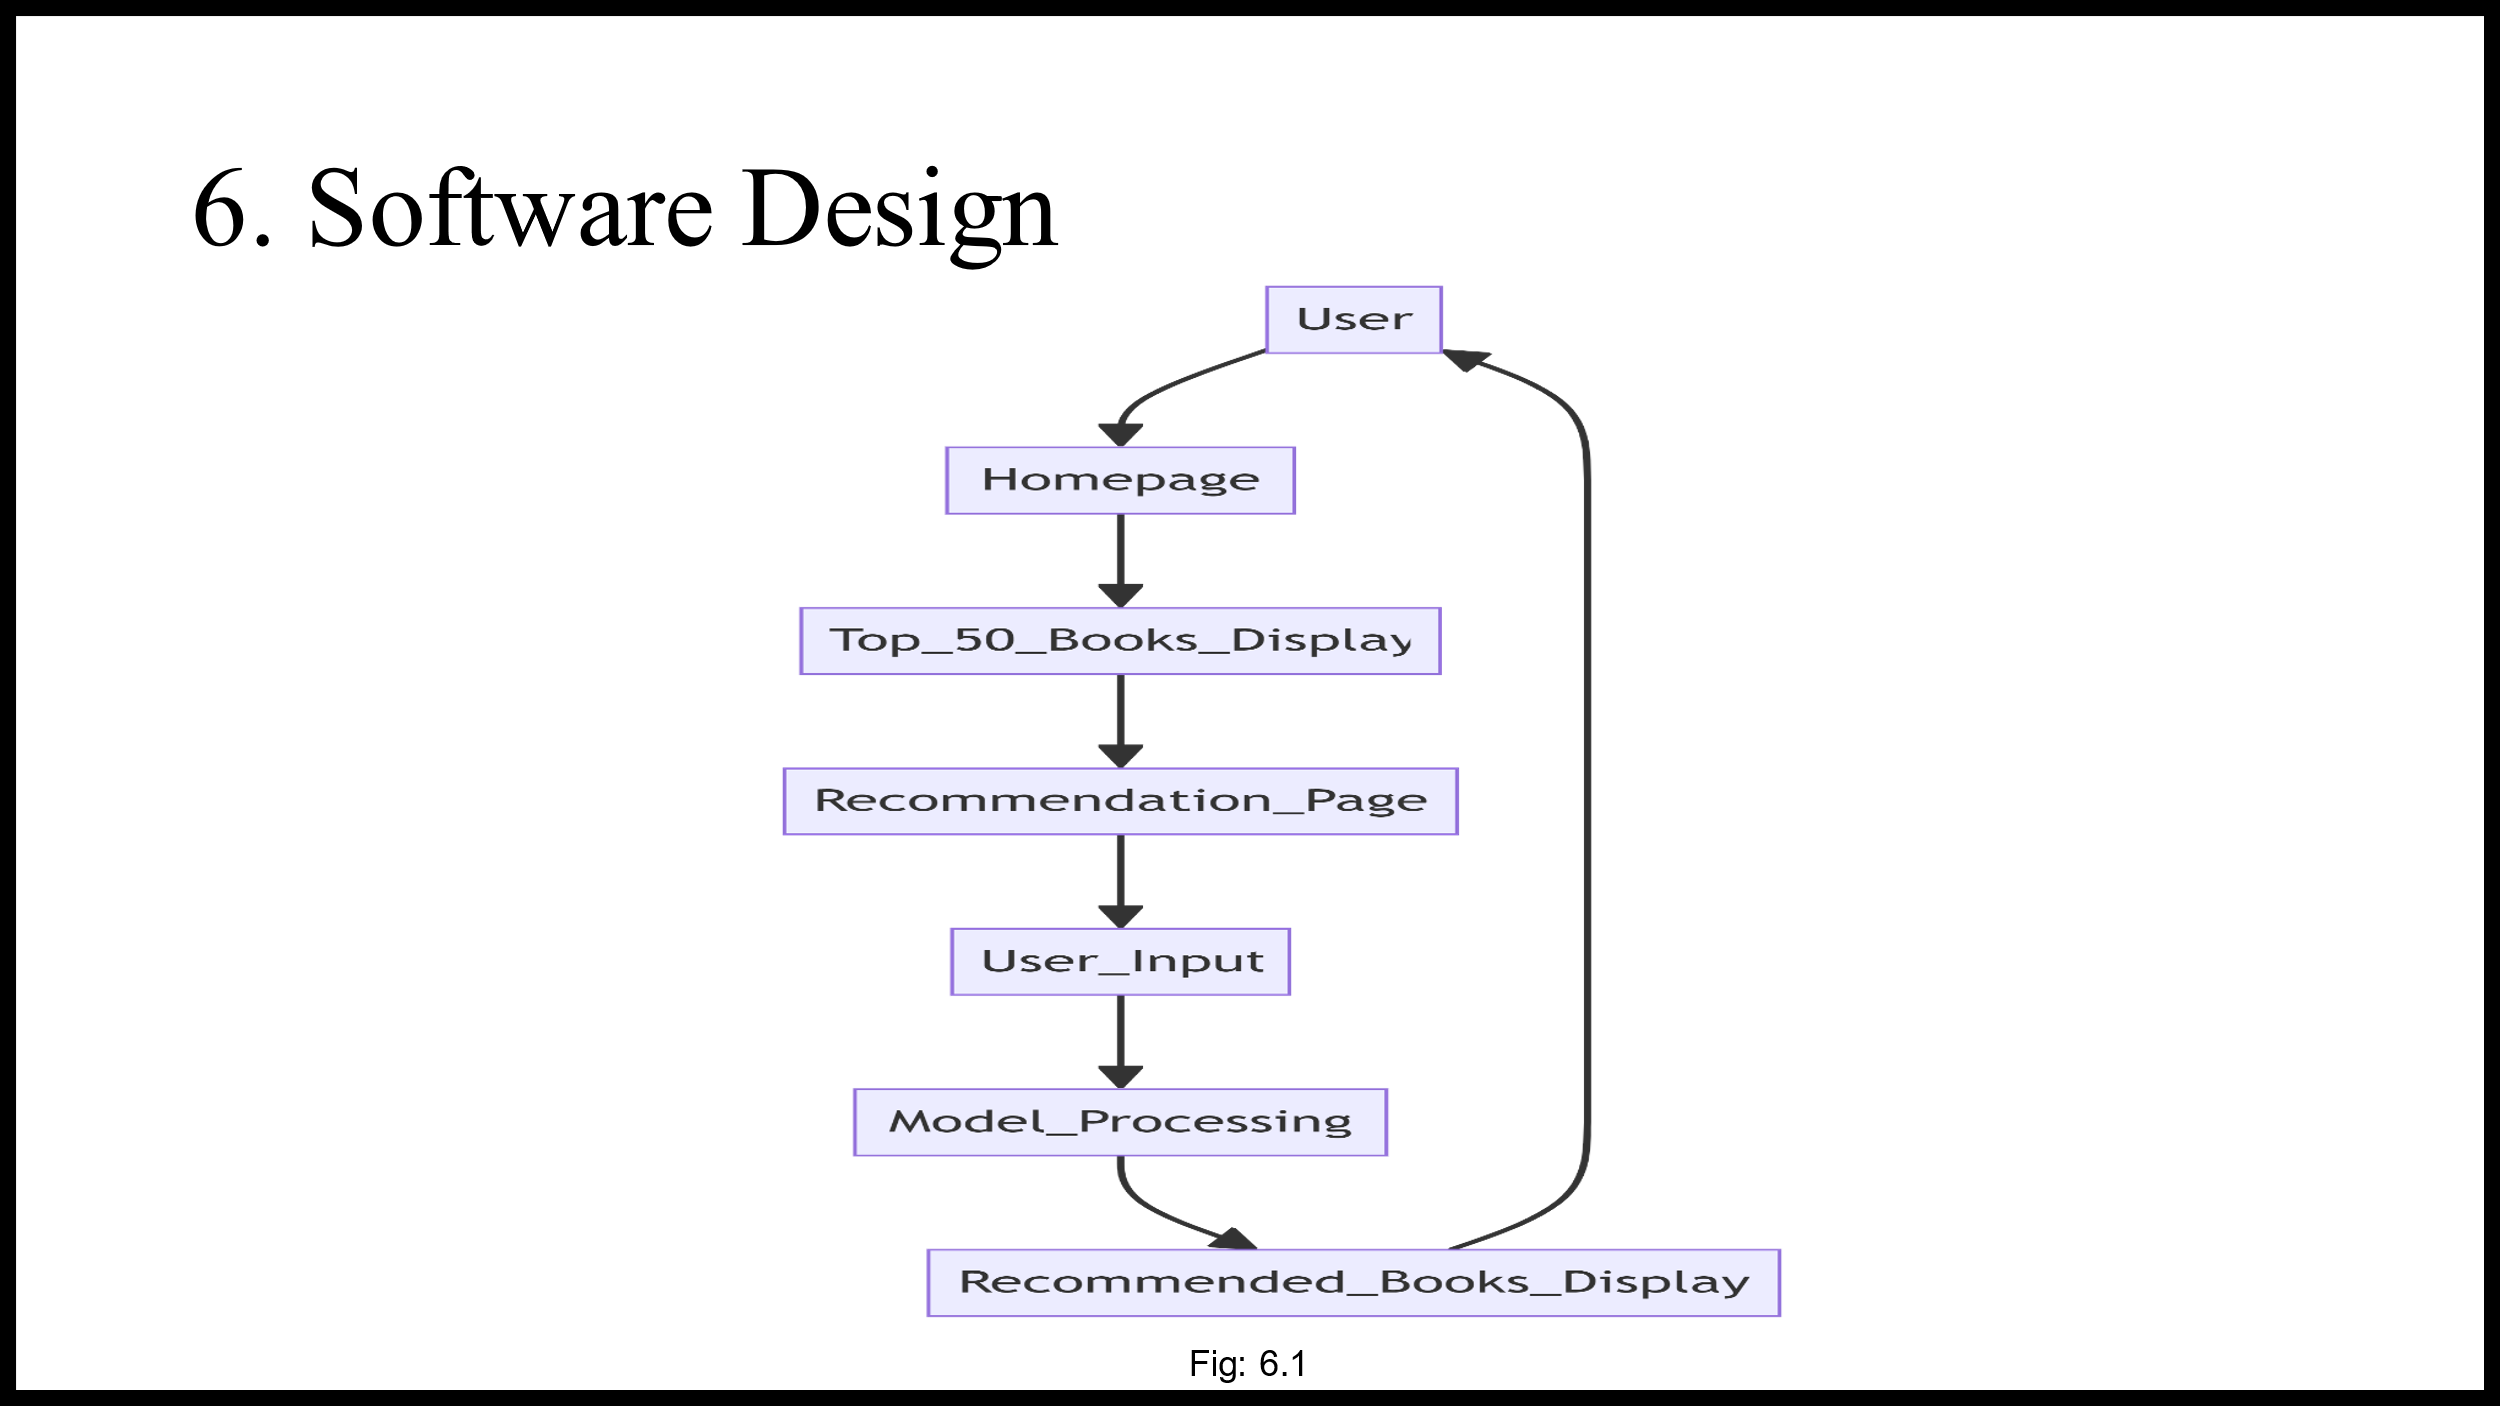 6. Software Design
User
Homepage
Top_50_Books_Display
Recommendation_Page
User_Input
Model_Processing
Recommended_Books_Display
Fig: 6.1